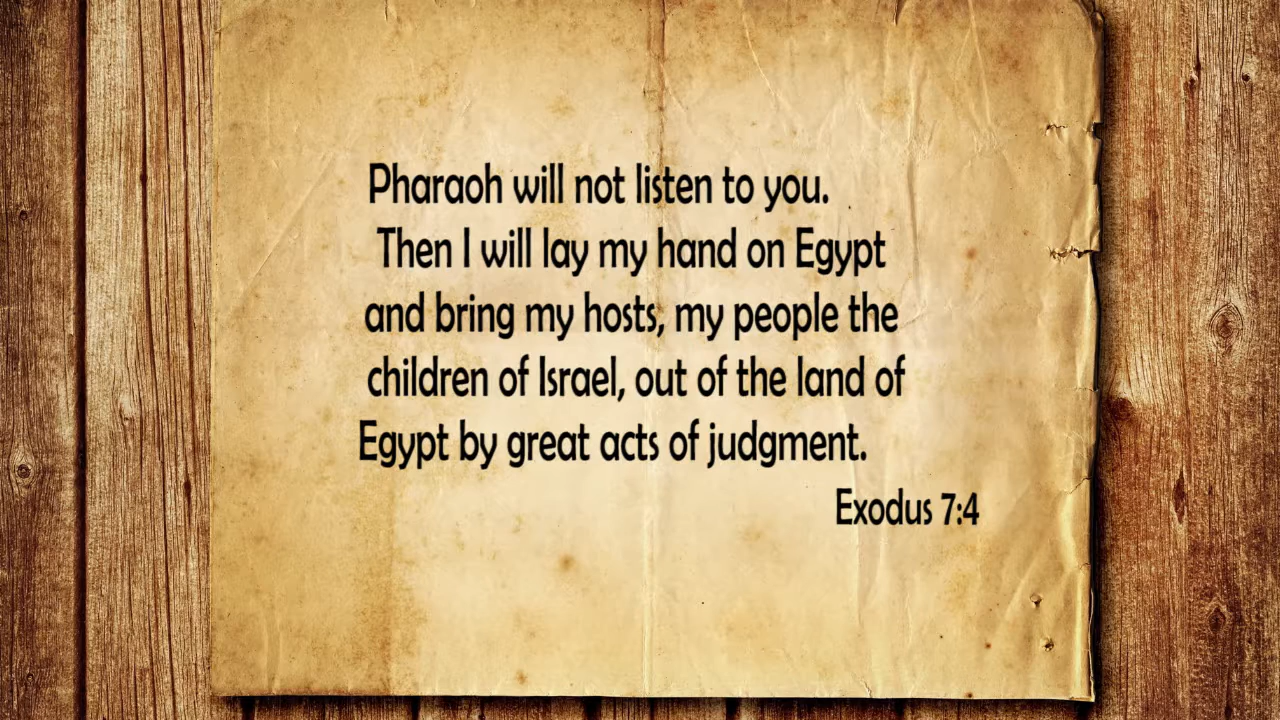 Pharaoh will not listen to you.
Then I will lay my hand on Egypt
and bring my hosts, my people the
children of Israel, out of the land of
Egypt by great acts of judgment.
Exodus 7:4